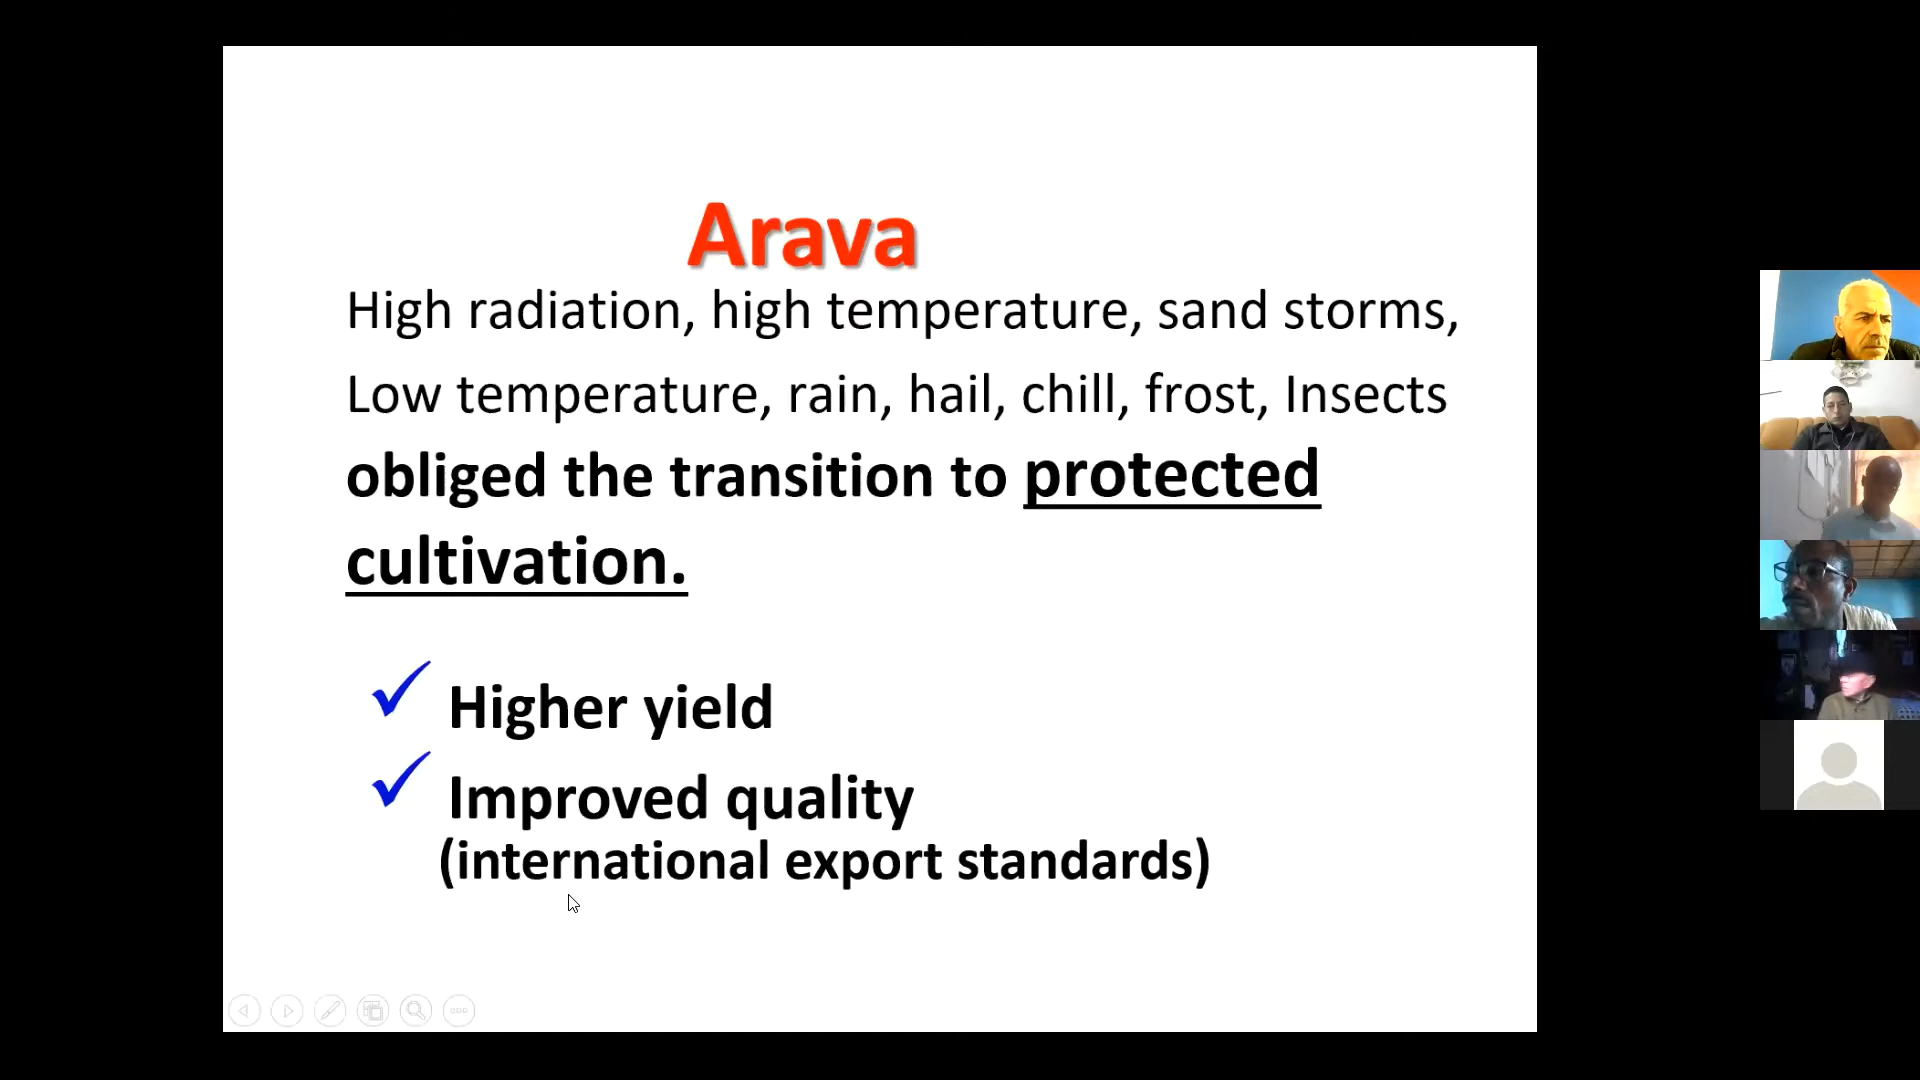 Arava
High radiation, high temperature, sand storms,
Low temperature, rain, hail, chill, frost, Insects
obliged the transition to protected
cultivation.
Higher yield
Improved quality
(international export standards)